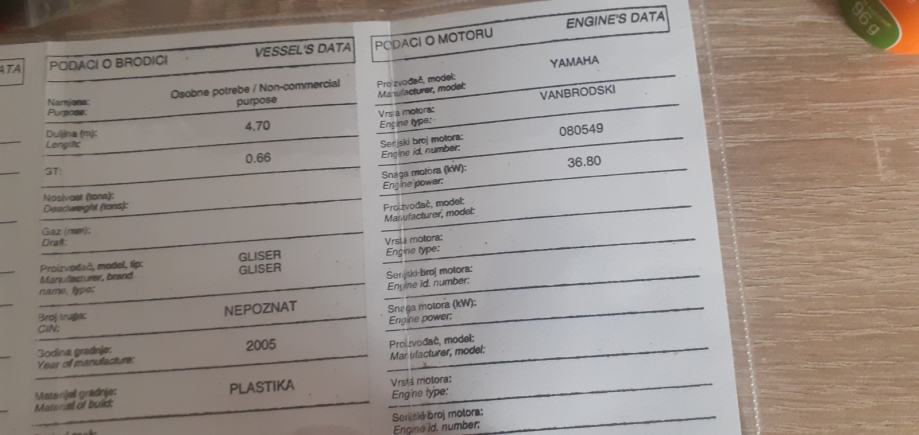 ATA
PODACI O BRODICI VESSEL'S DATA
Namjena: Osobne potrebe / Non-commercial
Purpose: purpose
Duljina (m): 4.70
Length:
GT: 0.66
Nosivost (tons):
Deadweight (tons):
Gaz (mm):
Draft:
Proizvođač, model, tip: GLISER
Manufacturer, brand GLISER
name, type:
Broj trupa: NEPOZNAT
CIN:
Godina gradnje: 2005
Year of manufacture:
Materijal gradnje: PLASTIKA
Material of build:
PODACI O MOTORU ENGINE'S DATA
Proizvođač, model: YAMAHA
Manufacturer, model:
Vrsta motora: VANBRODSKI
Engine type:
Serijski broj motora: 080549
Engine id. number:
Snaga motora (kW): 36.80
Engine power:
Proizvođač, model:
Manufacturer, model:
Vrsta motora:
Engine type:
Serijski broj motora:
Engine id. number:
Snaga motora (kW):
Engine power:
Proizvođač, model:
Manufacturer, model:
Vrsta motora:
Engine type:
Serijski broj motora:
Engine id. number:
96 g